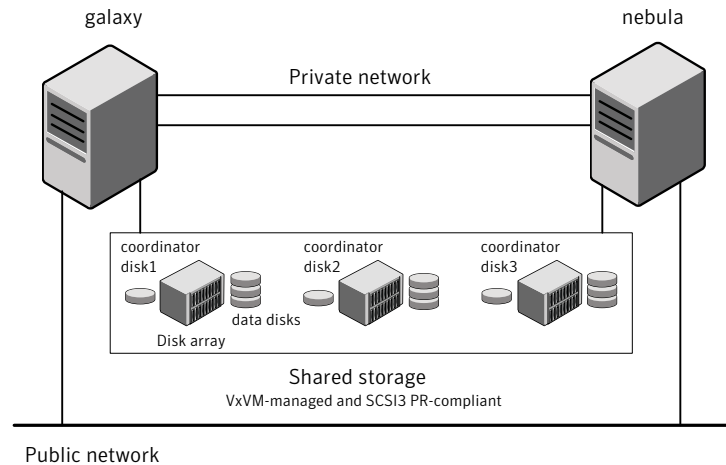 galaxy
nebula
Private network
coordinator
disk1
coordinator
disk2
coordinator
disk3
data disks
Disk array
Shared storage
VxVM-managed and SCSI3 PR-compliant
Public network